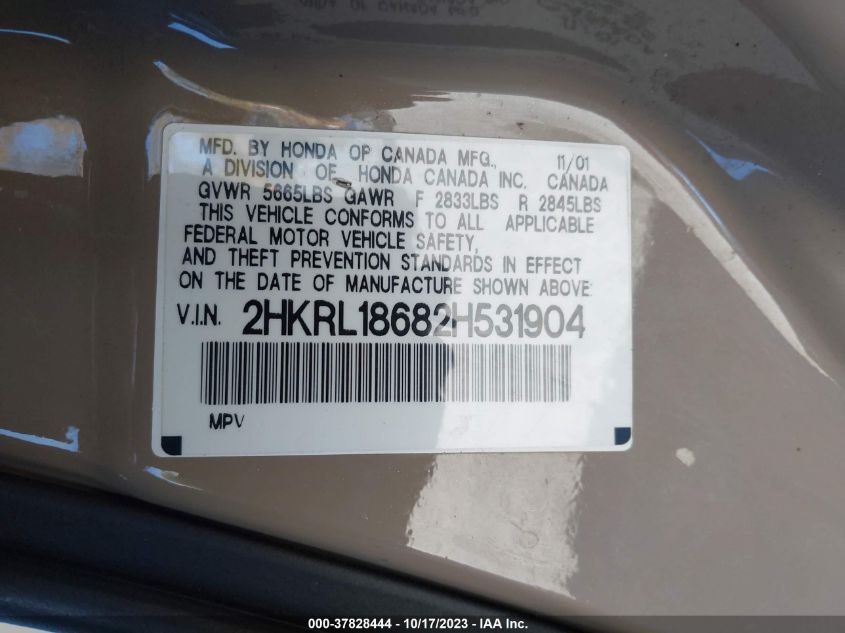 MFD. BY HONDA OF CANADA MFG., 11/01
A DIVISION OF HONDA CANADA INC. CANADA
GVWR 5665LBS GAWR F 2833LBS R 2845LBS
THIS VEHICLE CONFORMS TO ALL APPLICABLE
FEDERAL MOTOR VEHICLE SAFETY,
AND THEFT PREVENTION STANDARDS IN EFFECT
ON THE DATE OF MANUFACTURE SHOWN ABOVE.
V.I.N. 2HKRL18682H531904
MPV
000-37828444 - 10/17/2023 - IAA Inc.